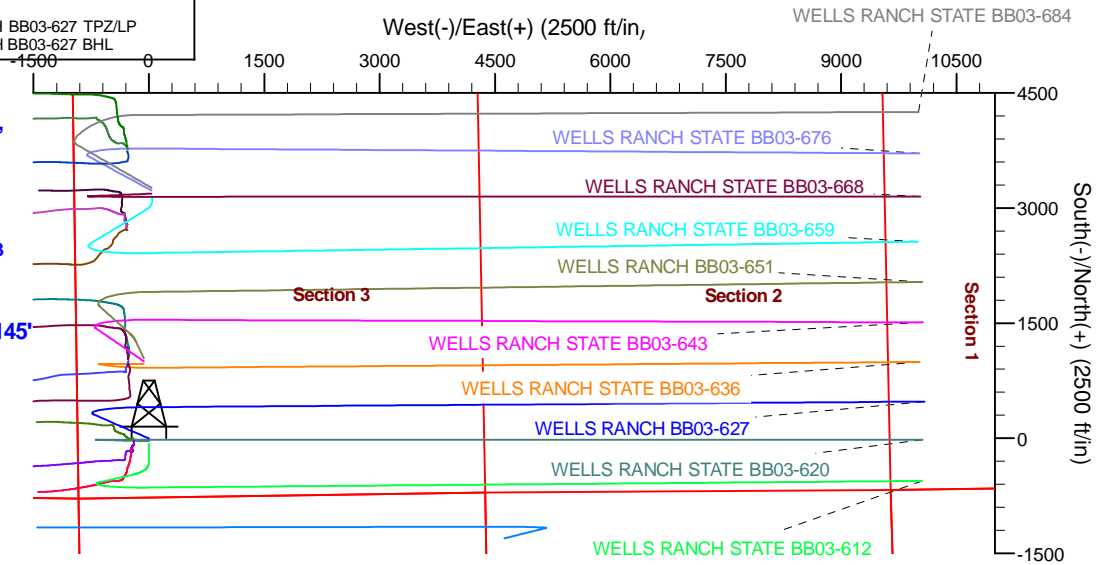 BB03-627 TPZ/LP
BB03-627 BHL
West(-)/East(+) (2500 ft/in,
WELLS RANCH STATE BB03-684
-1500 0 1500 3000 4500 6000 7500 9000 10500
4500
WELLS RANCH STATE BB03-676
WELLS RANCH STATE BB03-668
3000
WELLS RANCH STATE BB03-659
WELLS RANCH BB03-651
Section 3
Section 2
Section 1
South(-)/North(+) (2500 ft/in)
1500
145'
WELLS RANCH STATE BB03-643
WELLS RANCH STATE BB03-636
WELLS RANCH BB03-627
0
WELLS RANCH STATE BB03-620
WELLS RANCH STATE BB03-612
-1500